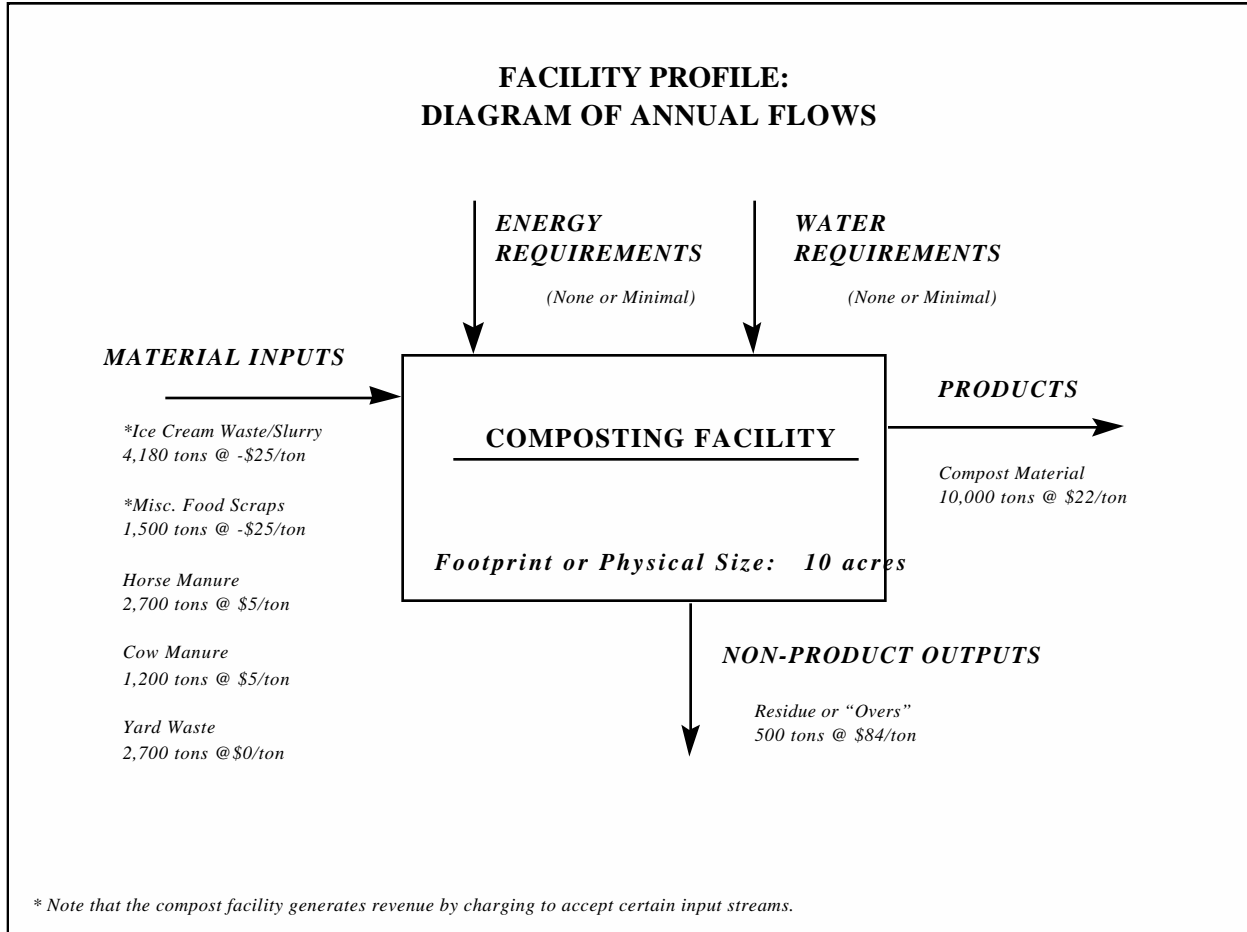 FACILITY PROFILE:
DIAGRAM OF ANNUAL FLOWS
ENERGY
REQUIREMENTS
(None or Minimal)
WATER
REQUIREMENTS
(None or Minimal)
MATERIAL INPUTS
*Ice Cream Waste/Slurry
4,180 tons @ -$25/ton
*Misc. Food Scraps
1,500 tons @ -$25/ton
Horse Manure
2,700 tons @ $5/ton
Cow Manure
1,200 tons @ $5/ton
Yard Waste
2,700 tons @$0/ton
COMPOSTING FACILITY
Footprint or Physical Size: 10 acres
PRODUCTS
Compost Material
10,000 tons @ $22/ton
NON-PRODUCT OUTPUTS
Residue or “Overs”
500 tons @ $84/ton
* Note that the compost facility generates revenue by charging to accept certain input streams.